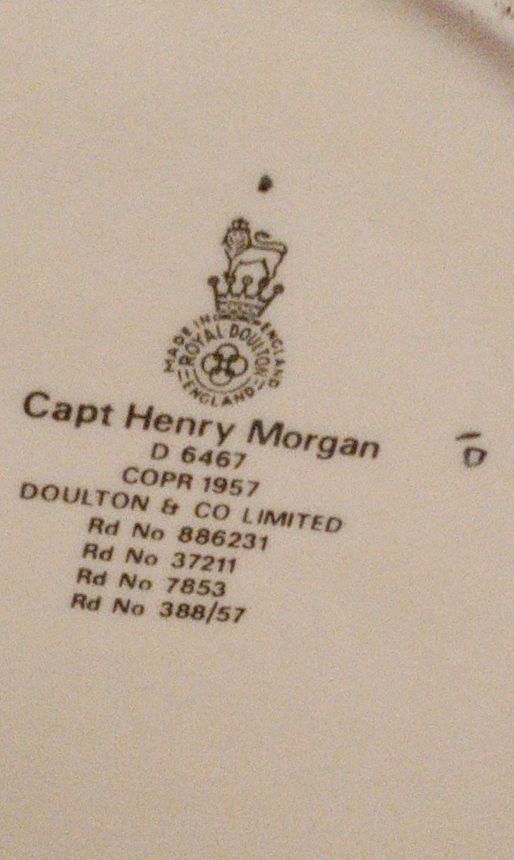 MADE IN ENGLAND
ROYAL DOULTON
ENGLAND
Capt Henry Morgan
D 6467
COPR 1957
DOULTON & CO LIMITED
Rd No 886231
Rd No 37211
Rd No 7853
Rd No 388/57